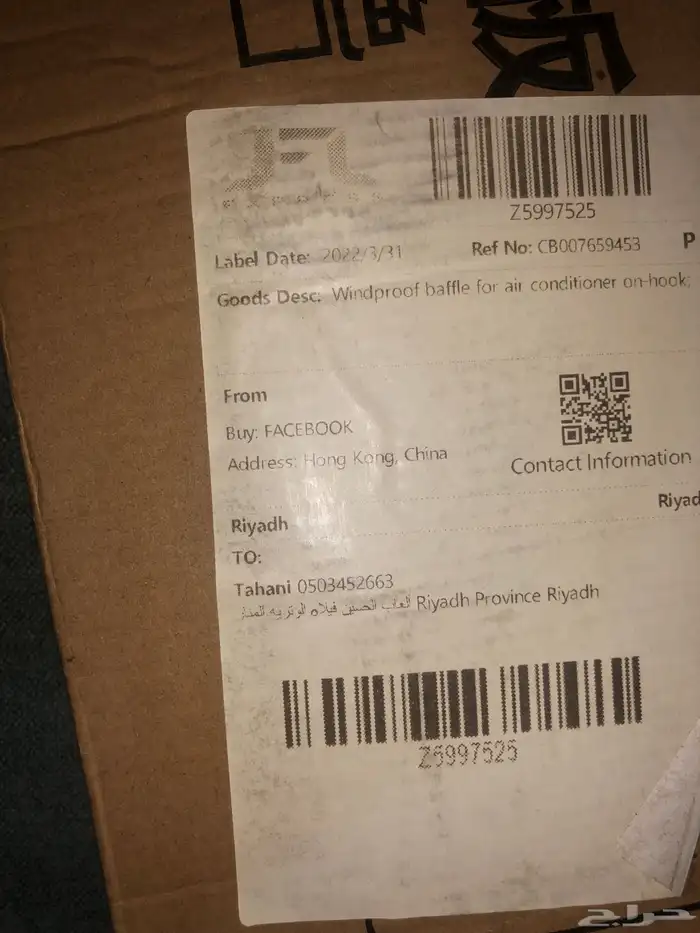 Z5997525
Label Date: 2022/3/31 Ref No: CB007659453 P
Goods Desc: Windproof baffle for air conditioner on-hook;
From
Buy: FACEBOOK
Address: Hong Kong, China
Contact Information
Riyadh Riyad
TO:
Tahani 0503452663
Riyadh Province Riyadh
Z5997525
حراج